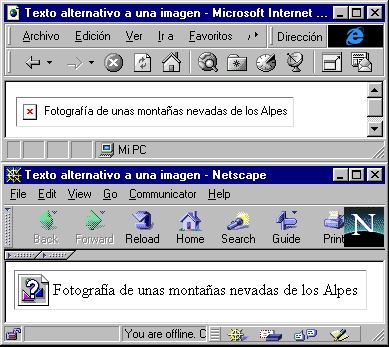 Texto alternativo a una imagen - Microsoft Internet ...
Archivo Edición Ver Ir a Favoritos Dirección
Fotografía de unas montañas nevadas de los Alpes
Mi PC
Texto alternativo a una imagen - Netscape
File Edit View Go Communicator Help
Back Forward Reload Home Search Guide Print N
Fotografía de unas montañas nevadas de los Alpes
You are offline. C